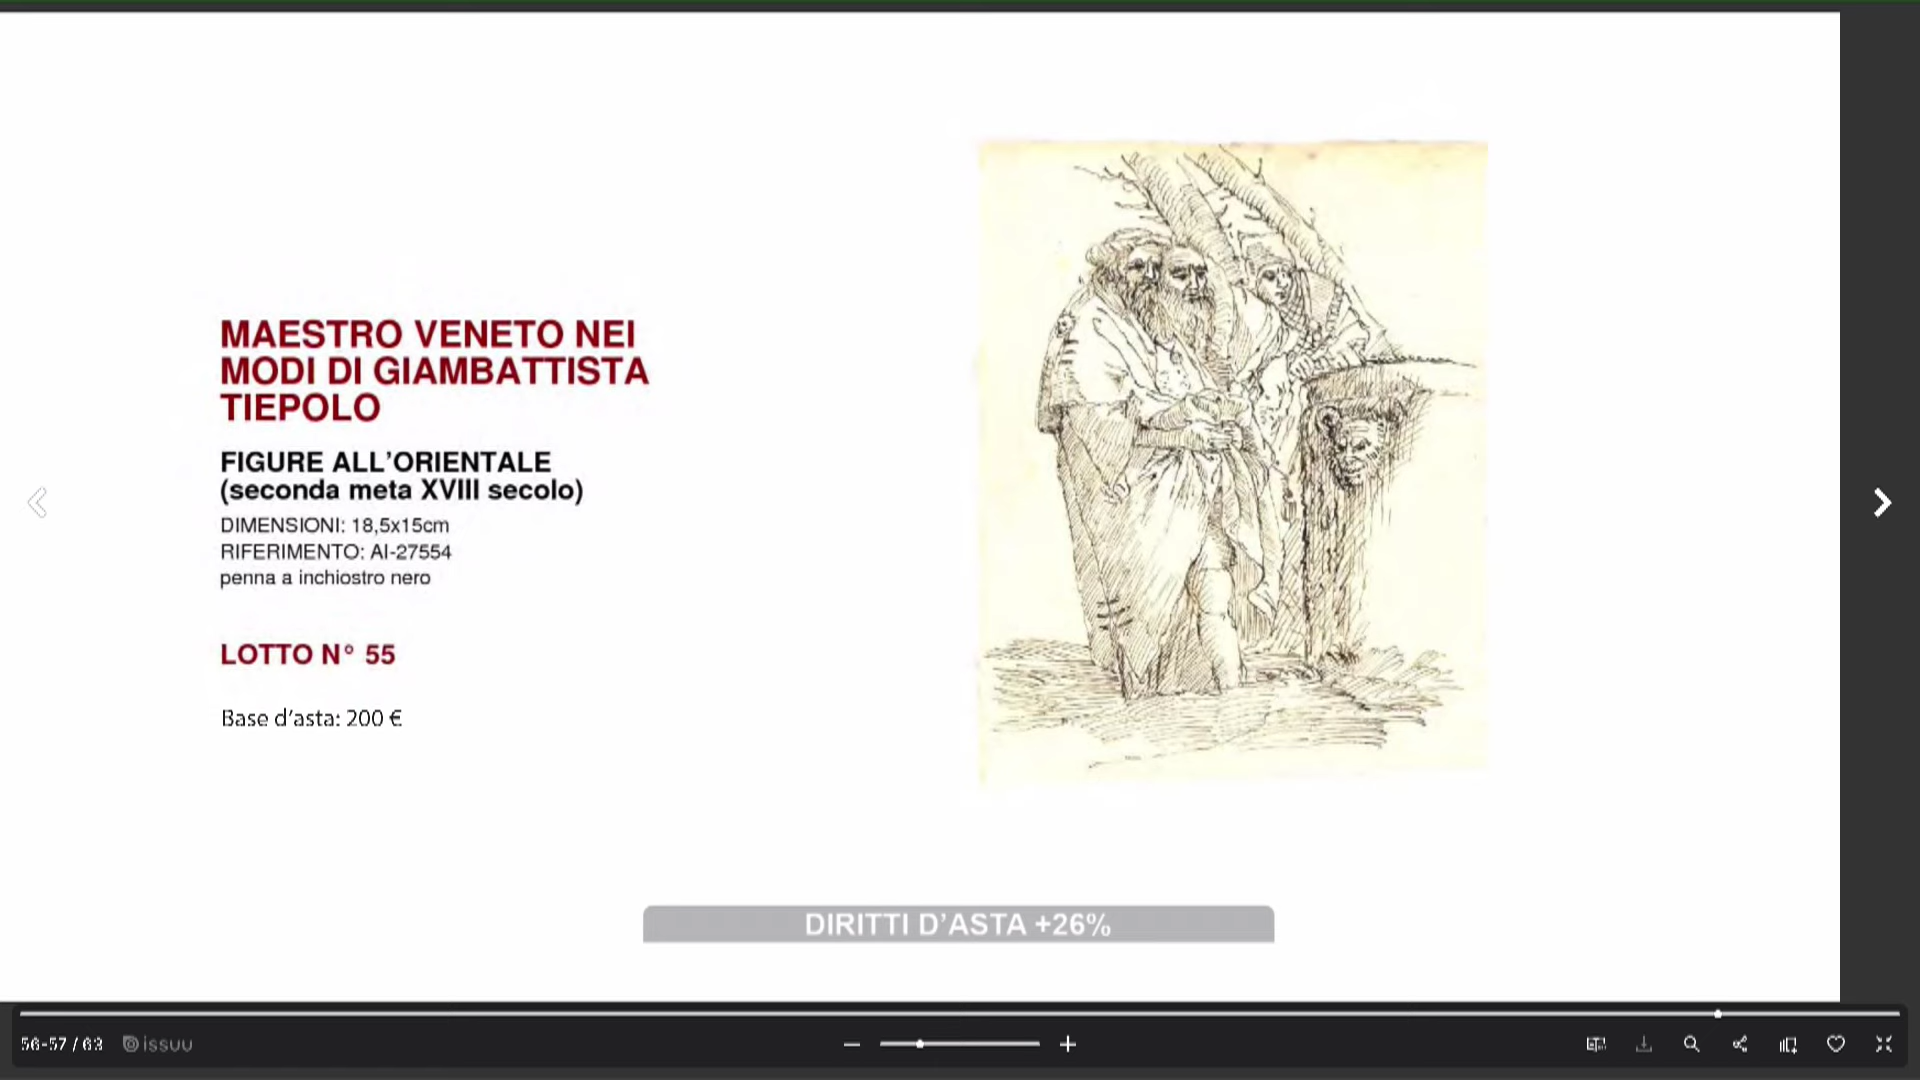 MAESTRO VENETO NEI
MODI DI GIAMBATTISTA
TIEPOLO
FIGURE ALL'ORIENTALE
(seconda meta XVIII secolo)
DIMENSIONI: 18,5x15cm
RIFERIMENTO: AI-27554
penna a inchiostro nero
LOTTO N° 55
Base d'asta: 200 €
DIRITTI D'ASTA +26%
56-57 / 63
issuu